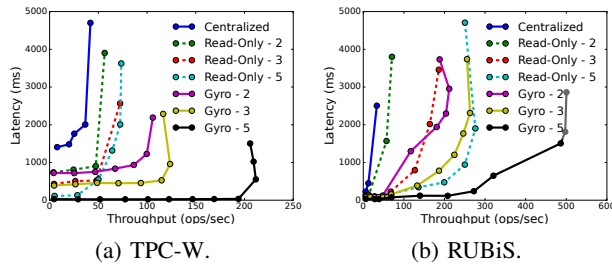 5000
4000
3000
2000
1000
0
Latency (ms)
0 50 100 150 200 250
Throughput (ops/sec)
Centralized
Read-Only - 2
Read-Only - 3
Read-Only - 5
Gyro - 2
Gyro - 3
Gyro - 5
(a) TPC-W.
5000
4000
3000
2000
1000
0
Latency (ms)
0 100 200 300 400 500 600
Throughput (ops/sec)
Centralized
Read-Only - 2
Read-Only - 3
Read-Only - 5
Gyro - 2
Gyro - 3
Gyro - 5
(b) RUBiS.